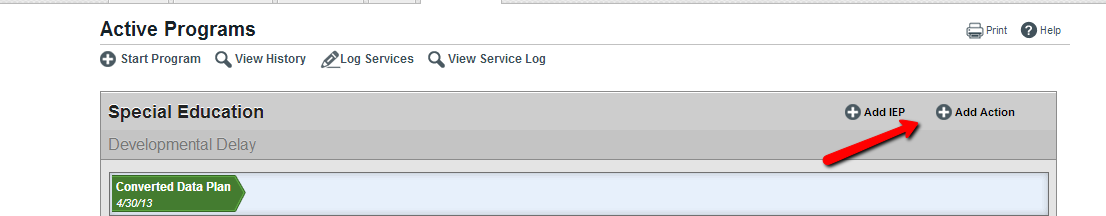 Active Programs
Print Help
Start Program View History Log Services View Service Log
Special Education
Add IEP Add Action
Developmental Delay
Converted Data Plan
4/30/13